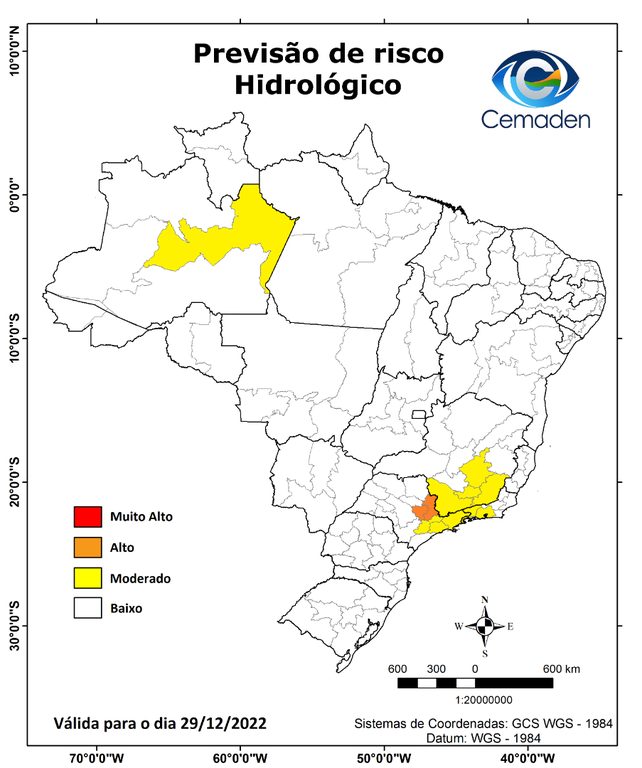 Previsão de risco
Hidrológico
Cemaden
10°0'0"N
0°0'0"
10°0'0"S
20°0'0"S
30°0'0"S
Muito Alto
Alto
Moderado
Baixo
N
W E
S
600 300 0 600 km
1:20000000
Válida para o dia 29/12/2022
Sistemas de Coordenadas: GCS WGS - 1984
Datum: WGS - 1984
70°0'0"W 60°0'0"W 50°0'0"W 40°0'0"W